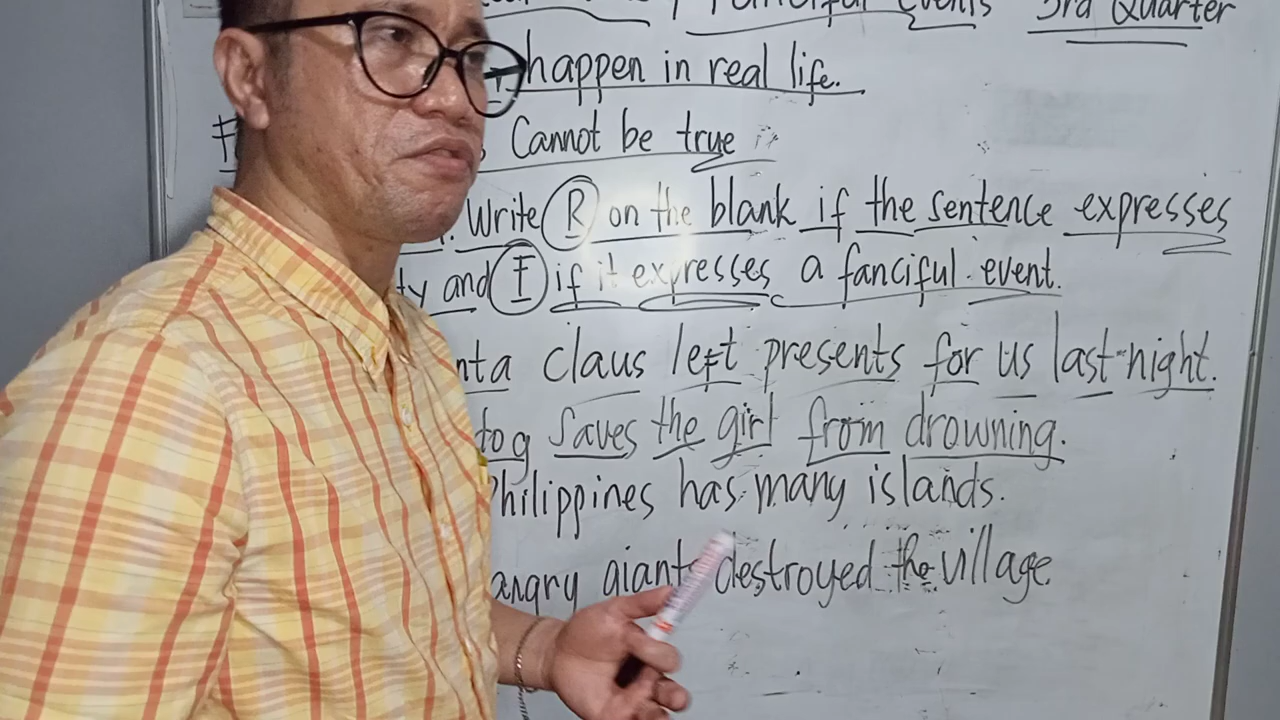 Fanciful Events 3rd Quarter
happen in real life.
F Cannot be true
. Write R on the blank if the sentence expresses
ty and F if it expresses a fanciful event.
nta claus left presents for us last night.
saves the girl from drowning.
Philippines has many islands.
angry giants destroyed the village.